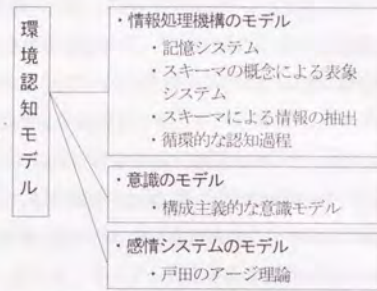 環境認知モデル
・情報処理機構のモデル
・記憶システム
・スキーマの概念による表象
システム
・スキーマによる情報の抽出
・循環的な認知過程
・意識のモデル
・構成主義的な意識モデル
・感情システムのモデル
・戸田のアージ理論